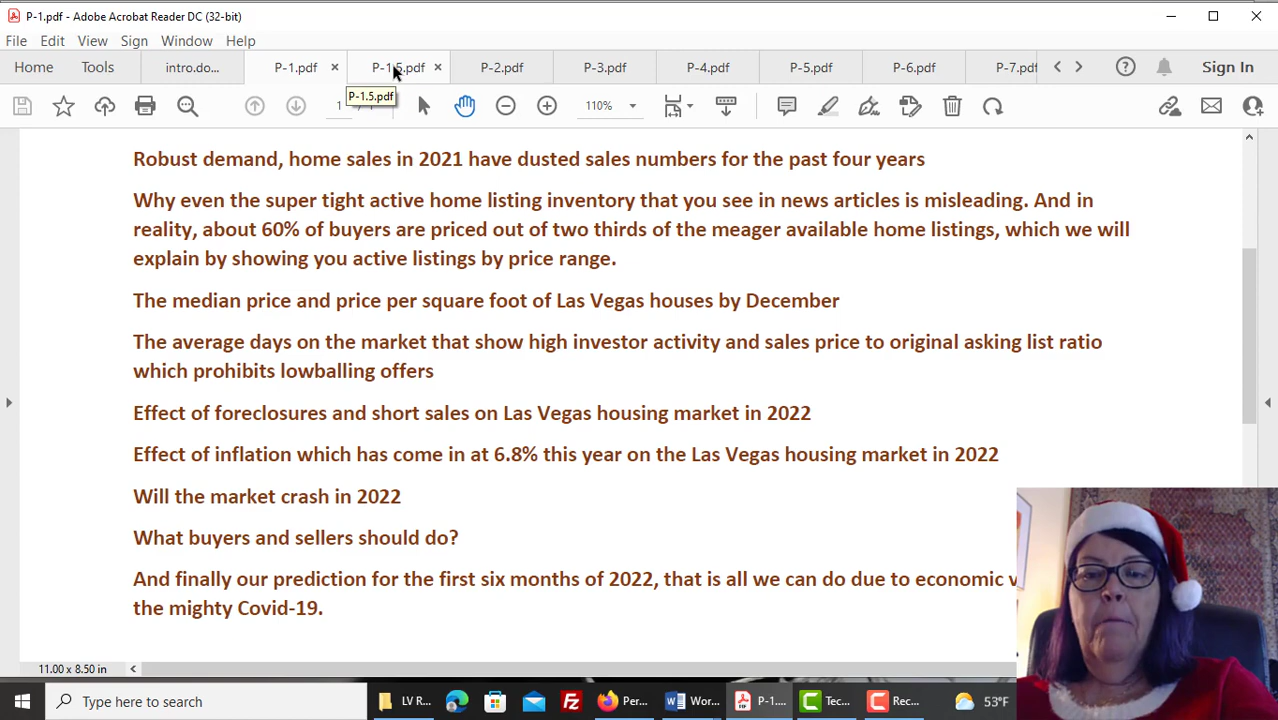 P-1.pdf - Adobe Acrobat Reader DC (32-bit)
File Edit View Sign Window Help
Home Tools intro.do... P-1.pdf × P-1.5.pdf × P-2.pdf P-3.pdf P-4.pdf P-5.pdf P-6.pdf P-7.pdf Sign In
P-1.5.pdf
1 / 1 110%
Robust demand, home sales in 2021 have dusted sales numbers for the past four years
Why even the super tight active home listing inventory that you see in news articles is misleading. And in
reality, about 60% of buyers are priced out of two thirds of the meager available home listings, which we will
explain by showing you active listings by price range.
The median price and price per square foot of Las Vegas houses by December
The average days on the market that show high investor activity and sales price to original asking list ratio
which prohibits lowballing offers
Effect of foreclosures and short sales on Las Vegas housing market in 2022
Effect of inflation which has come in at 6.8% this year on the Las Vegas housing market in 2022
Will the market crash in 2022
What buyers and sellers should do?
And finally our prediction for the first six months of 2022, that is all we can do due to economic
the mighty Covid-19.
11.00 x 8.50 in
Type here to search LV R... Per... Wor... P-1.... Tec... Rec... 53°F